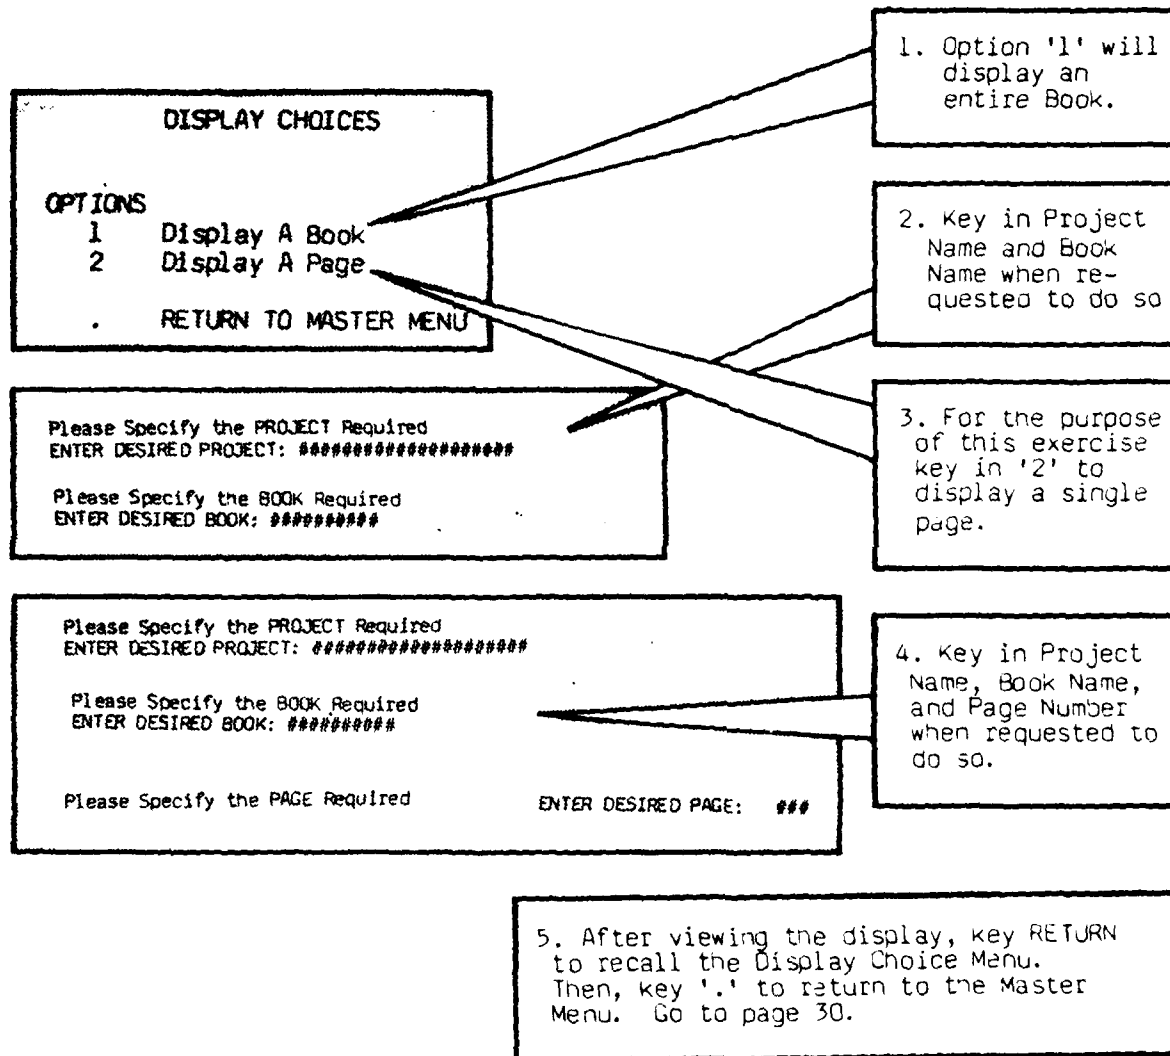 DISPLAY CHOICES
OPTIONS
1 Display A Book
2 Display A Page
. RETURN TO MASTER MENU
Please Specify the PROJECT Required
ENTER DESIRED PROJECT: ####################
Please Specify the BOOK Required
ENTER DESIRED BOOK: ##########
Please Specify the PROJECT Required
ENTER DESIRED PROJECT: ####################
Please Specify the BOOK Required
ENTER DESIRED BOOK: ##########
Please Specify the PAGE Required ENTER DESIRED PAGE: ###
1. Option '1' will
display an
entire Book.
2. Key in Project
Name and Book
Name when re-
quested to do so
3. For the purpose
of this exercise
key in '2' to
display a single
page.
4. Key in Project
Name, Book Name,
and Page Number
when requested to
do so.
5. After viewing the display, key RETURN
to recall the Display Choice Menu.
Then, key '.' to return to the Master
Menu. Go to page 30.